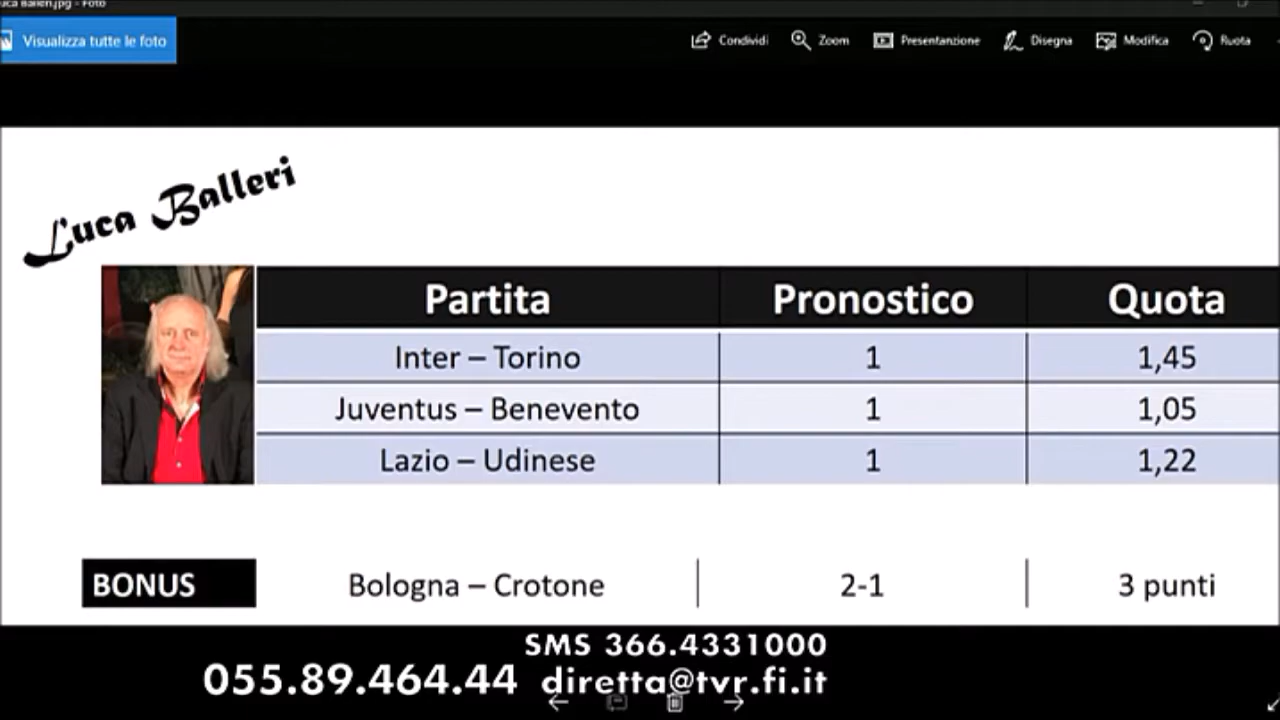 Visualizza tutte le foto
Condividi Zoom Presentanzione Disegna Modifica Ruota
Luca Balleri
Partita Pronostico Quota
Inter – Torino 1 1,45
Juventus – Benevento 1 1,05
Lazio – Udinese 1 1,22
BONUS Bologna – Crotone 2-1 3 punti
SMS 366.4331000
055.89.464.44 diretta@tvr.fi.it